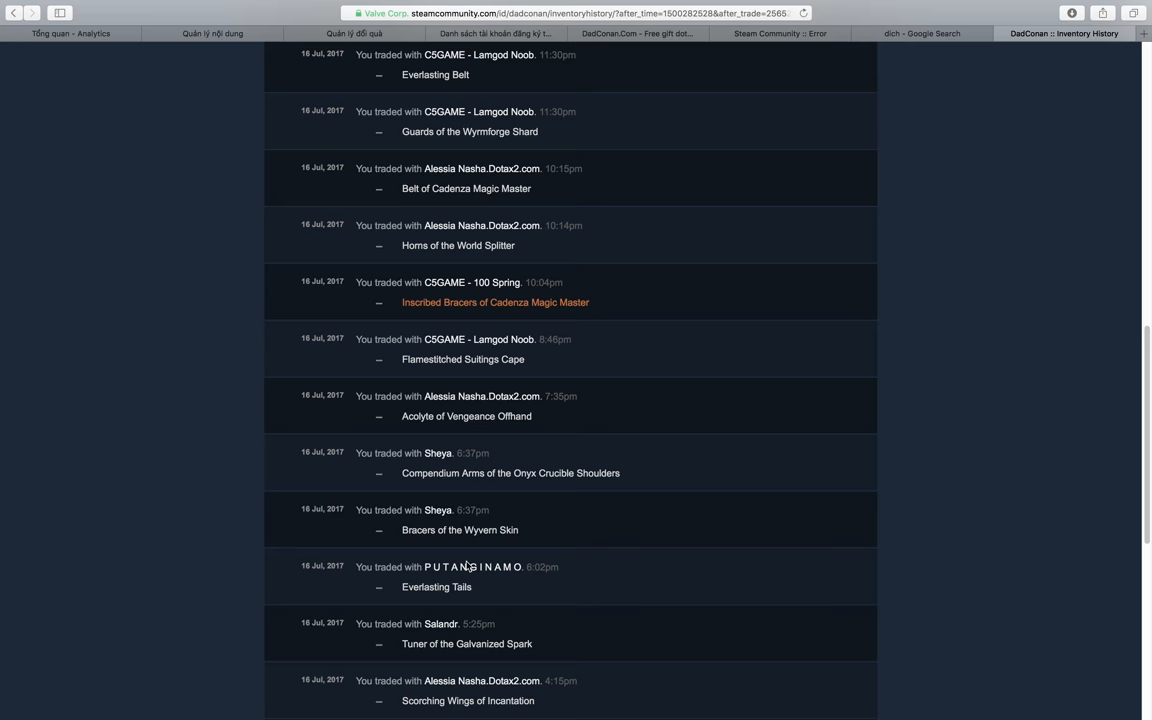 Valve Corp. steamcommunity.com/id/dadconan/inventoryhistory/?after_time=1500282528&after_trade=2565
Tổng quan - Analytics
Quản lý nội dung
Quản lý đổi quà
Danh sách tài khoản đăng ký t...
DadConan.Com - Free gift dot...
Steam Community :: Error
dich - Google Search
DadConan :: Inventory History
You traded with C5GAME - Lamgod Noob. 11:30pm
– Everlasting Belt
16 Jul, 2017 You traded with C5GAME - Lamgod Noob. 11:30pm
– Guards of the Wyrmforge Shard
16 Jul, 2017 You traded with Alessia Nasha.Dotax2.com. 10:15pm
– Belt of Cadenza Magic Master
16 Jul, 2017 You traded with Alessia Nasha.Dotax2.com. 10:14pm
– Horns of the World Splitter
16 Jul, 2017 You traded with C5GAME - 100 Spring. 10:04pm
– Inscribed Bracers of Cadenza Magic Master
16 Jul, 2017 You traded with C5GAME - Lamgod Noob. 8:46pm
– Flamestitched Suitings Cape
16 Jul, 2017 You traded with Alessia Nasha.Dotax2.com. 7:35pm
– Acolyte of Vengeance Offhand
16 Jul, 2017 You traded with Sheya. 6:37pm
– Compendium Arms of the Onyx Crucible Shoulders
16 Jul, 2017 You traded with Sheya. 6:37pm
– Bracers of the Wyvern Skin
16 Jul, 2017 You traded with P U T A N G I N A M O. 6:02pm
– Everlasting Tails
16 Jul, 2017 You traded with Salandr. 5:25pm
– Tuner of the Galvanized Spark
16 Jul, 2017 You traded with Alessia Nasha.Dotax2.com. 4:15pm
– Scorching Wings of Incantation